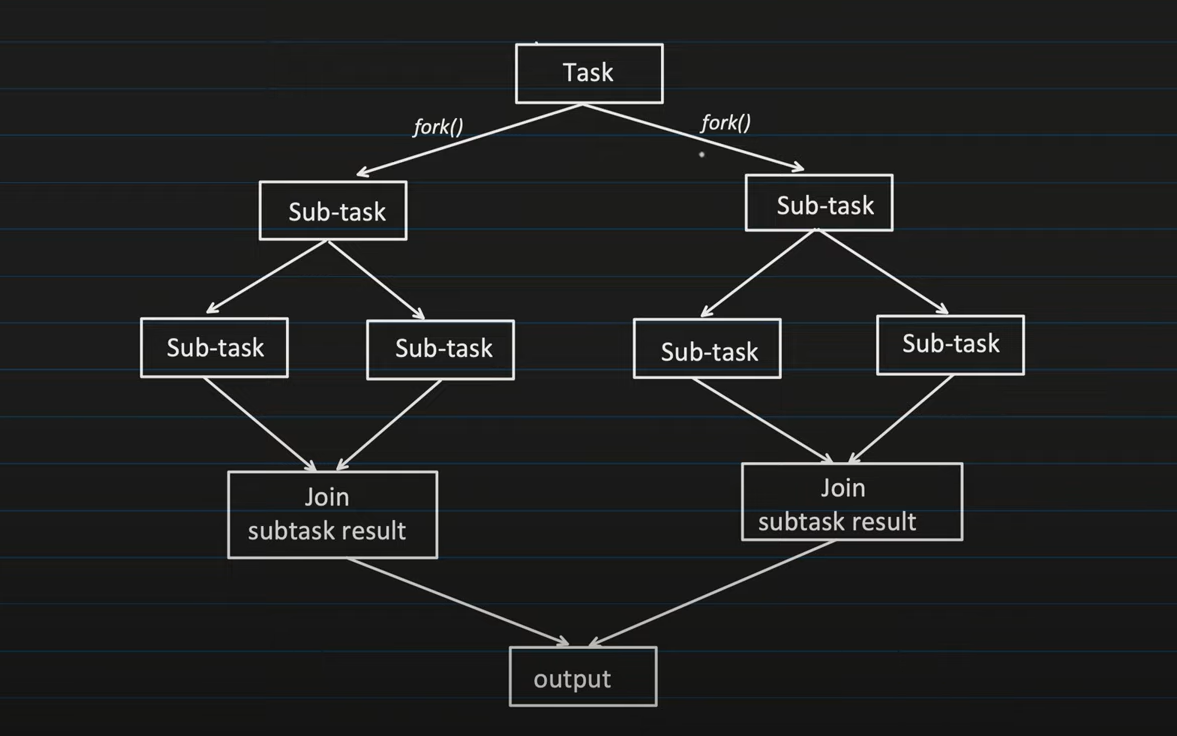 Task
fork()
fork()
Sub-task
Sub-task
Sub-task
Sub-task
Sub-task
Sub-task
Join
subtask result
Join
subtask result
output